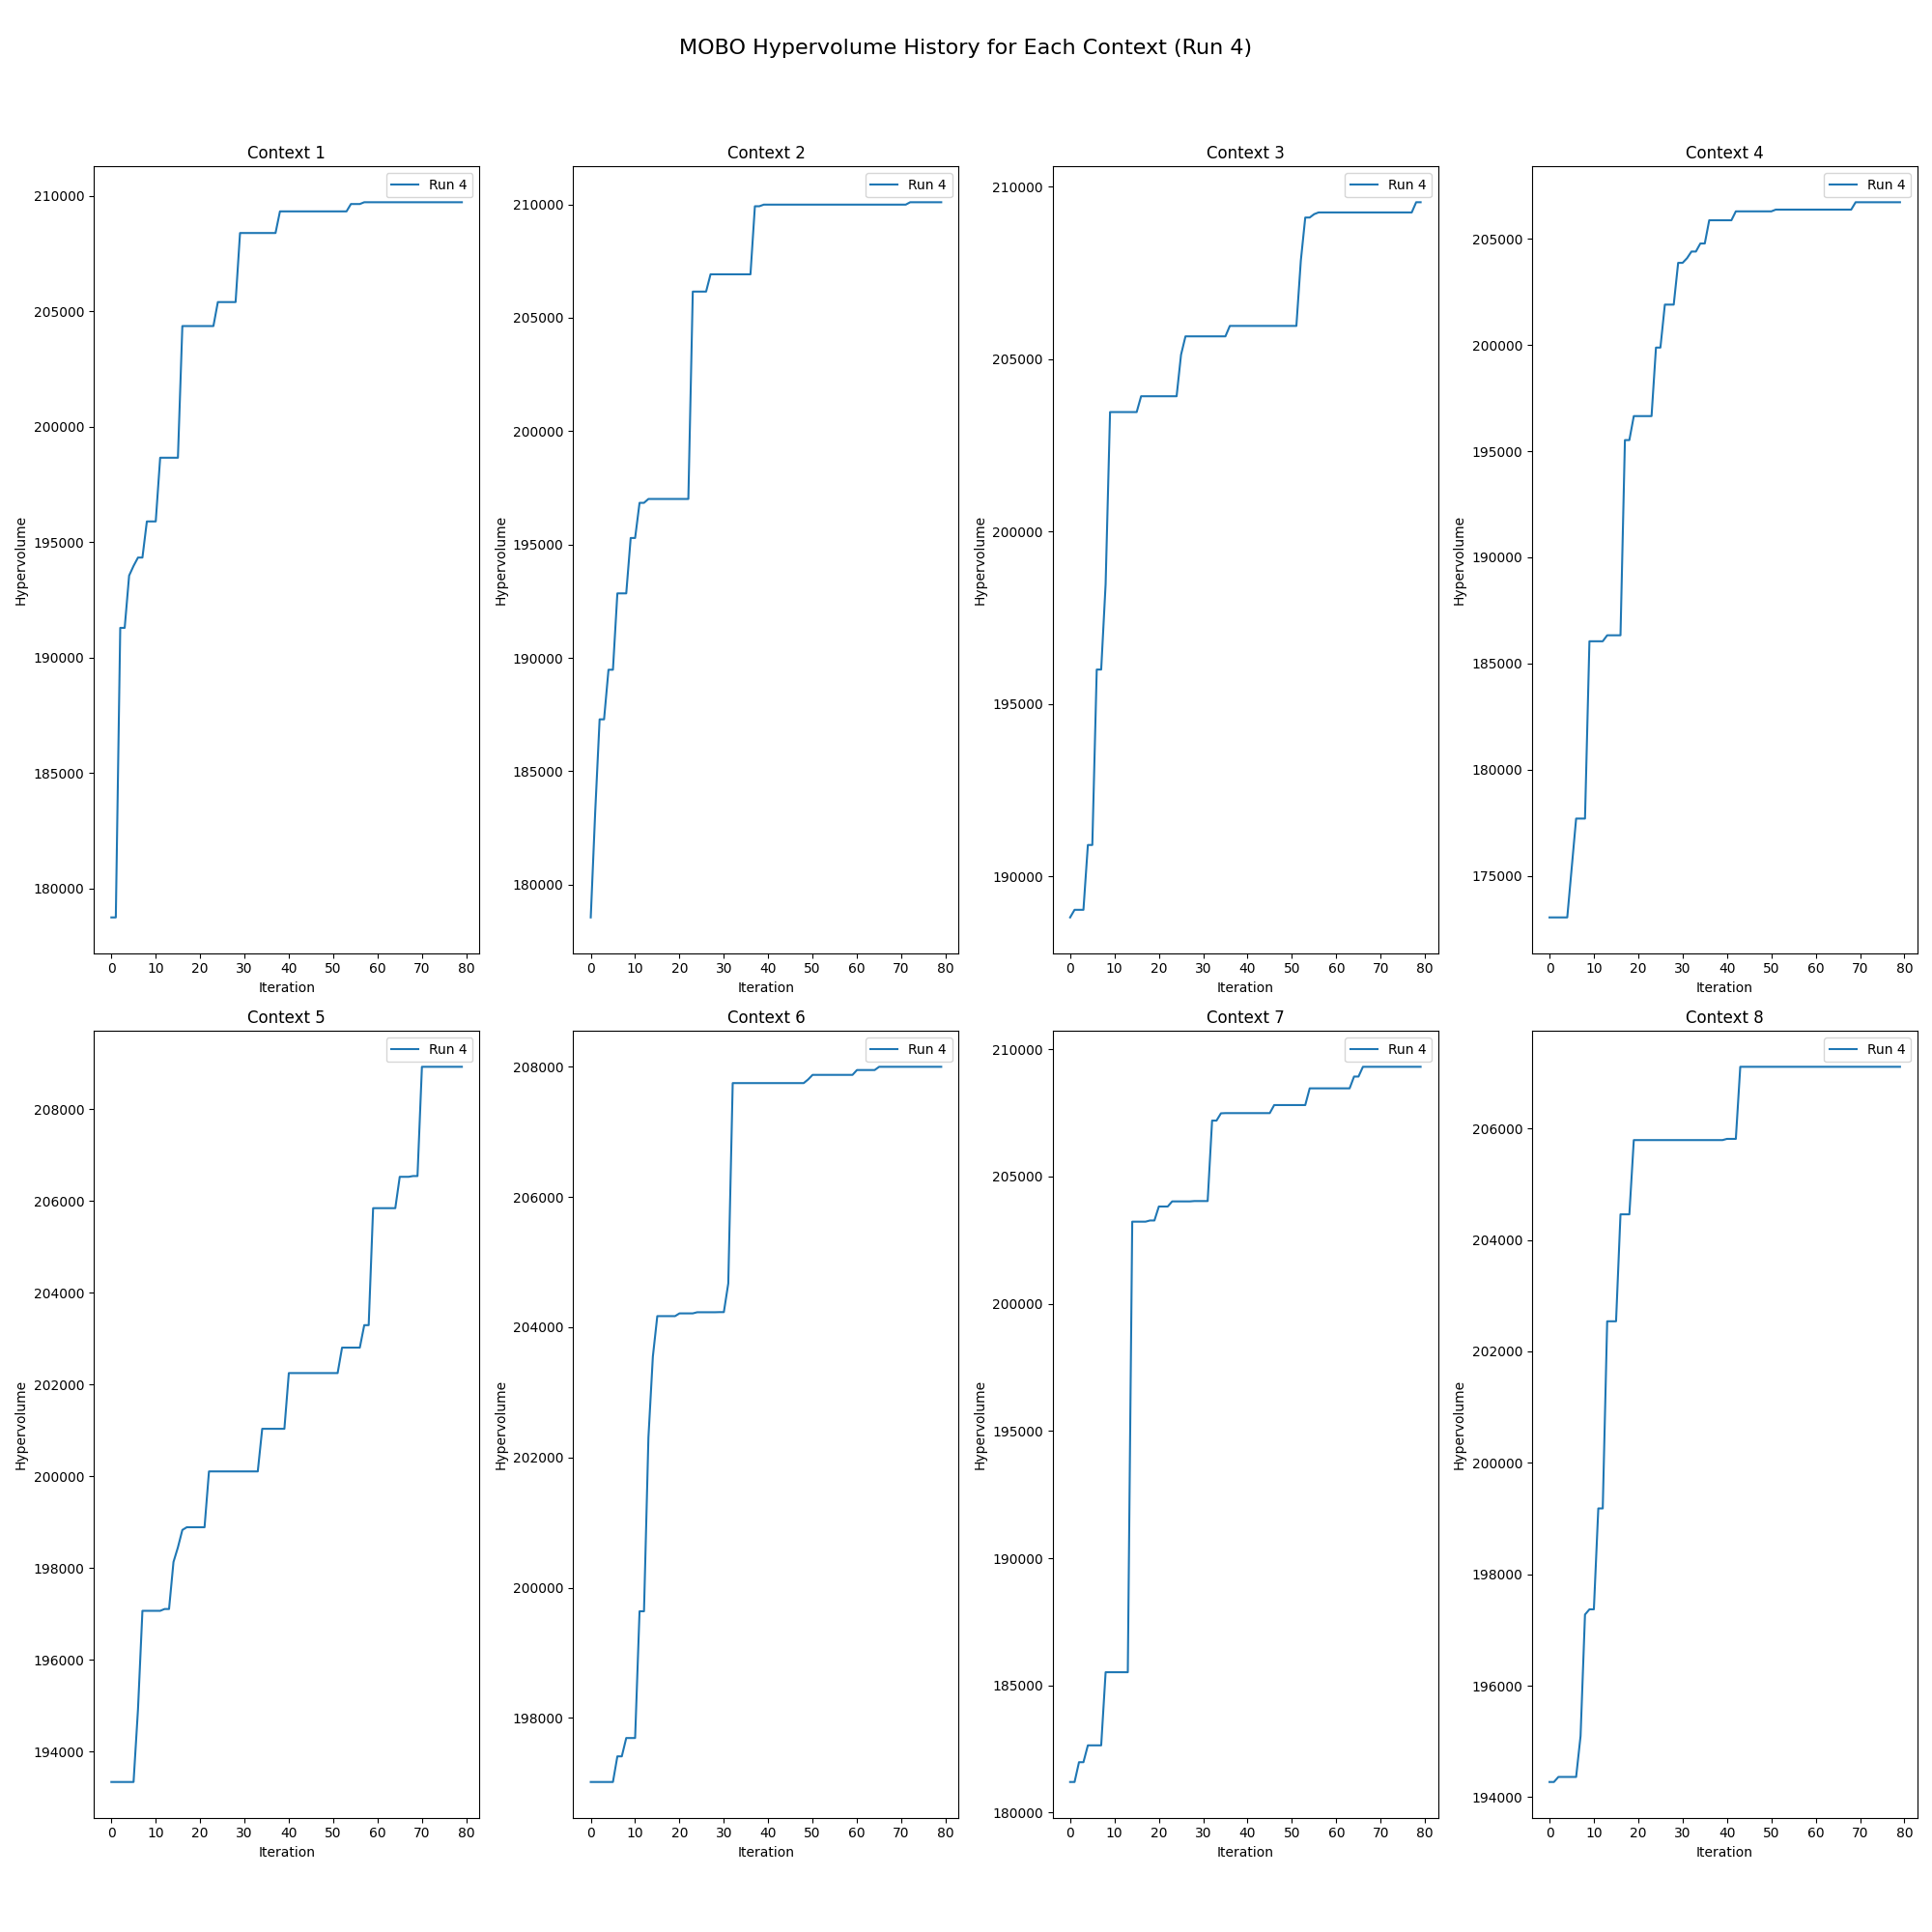 MOBO Hypervolume History for Each Context (Run 4)
Context 1
Run 4
210000
205000
200000
195000
190000
185000
180000
Hypervolume
0 10 20 30 40 50 60 70 80
Iteration
Context 2
Run 4
210000
205000
200000
195000
190000
185000
180000
Hypervolume
0 10 20 30 40 50 60 70 80
Iteration
Context 3
Run 4
210000
205000
200000
195000
190000
Hypervolume
0 10 20 30 40 50 60 70 80
Iteration
Context 4
Run 4
205000
200000
195000
190000
185000
180000
175000
Hypervolume
0 10 20 30 40 50 60 70 80
Iteration
Context 5
Run 4
208000
206000
204000
202000
200000
198000
196000
194000
Hypervolume
0 10 20 30 40 50 60 70 80
Iteration
Context 6
Run 4
208000
206000
204000
202000
200000
198000
Hypervolume
0 10 20 30 40 50 60 70 80
Iteration
Context 7
Run 4
210000
205000
200000
195000
190000
185000
180000
Hypervolume
0 10 20 30 40 50 60 70 80
Iteration
Context 8
Run 4
206000
204000
202000
200000
198000
196000
194000
Hypervolume
0 10 20 30 40 50 60 70 80
Iteration